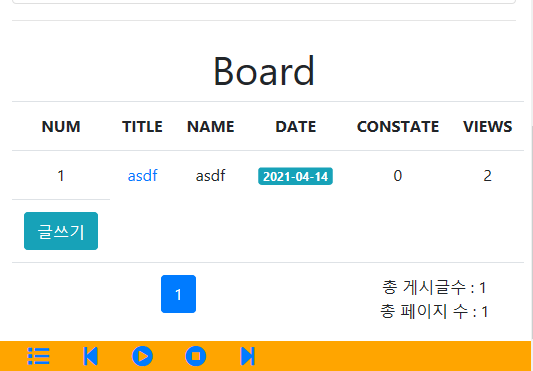 Board
NUM TITLE NAME DATE CONSTATE VIEWS
1 asdf asdf 2021-04-14 0 2
글쓰기
1
총 게시글수 : 1
총 페이지 수 : 1